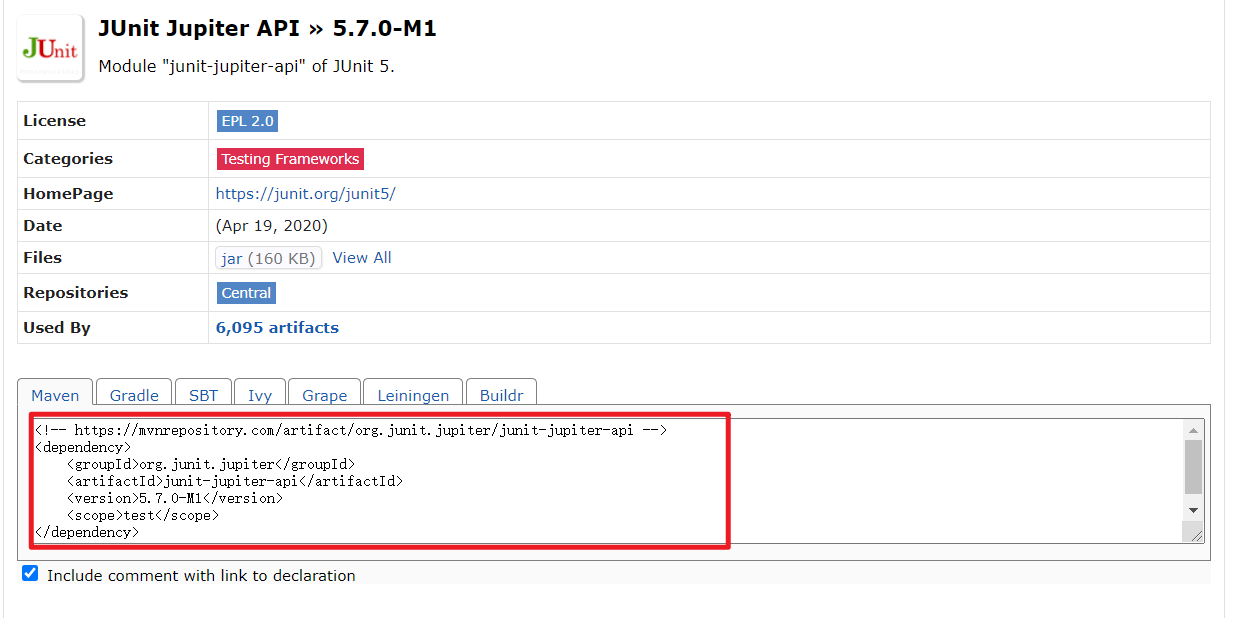 JUnit
JUnit Jupiter API » 5.7.0-M1
Module "junit-jupiter-api" of JUnit 5.
License EPL 2.0
Categories Testing Frameworks
HomePage https://junit.org/junit5/
Date (Apr 19, 2020)
Files jar (160 KB) View All
Repositories Central
Used By 6,095 artifacts
Maven Gradle SBT Ivy Grape Leiningen Buildr
<!-- https://mvnrepository.com/artifact/org.junit.jupiter/junit-jupiter-api -->
<dependency>
    <groupId>org.junit.jupiter</groupId>
    <artifactId>junit-jupiter-api</artifactId>
    <version>5.7.0-M1</version>
    <scope>test</scope>
</dependency>
Include comment with link to declaration